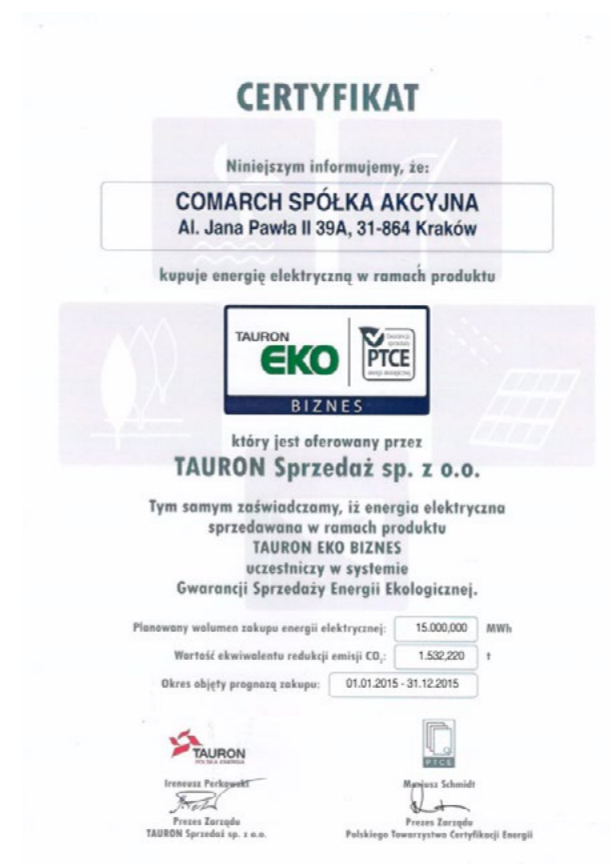 CERTYFIKAT
Niniejszym informujemy, że:
COMARCH SPÓŁKA AKCYJNA
Al. Jana Pawła II 39A, 31-864 Kraków
kupuje energię elektryczną w ramach produktu
TAURON
EKO
PTCE
BIZNES
który jest oferowany przez
TAURON Sprzedaż sp. z o.o.
Tym samym zaświadczamy, iż energia elektryczna
sprzedawana w ramach produktu
TAURON EKO BIZNES
uczestniczy w systemie
Gwarancji Sprzedaży Energii Ekologicznej.
Planowany wolumen zakupu energii elektrycznej: 15.000,000 MWh
Wartość ekwiwalentu redukcji emisji CO₂: 1.532,220 t
Okres objęty prognozą zakupu: 01.01.2015 - 31.12.2015
TAURON
POLSKA ENERGIA
PTCE
Ireneusz Perkowski
Mariusz Schmidt
Prezes Zarządu
TAURON Sprzedaż sp. z o.o.
Prezes Zarządu
Polskiego Towarzystwa Certyfikacji Energii